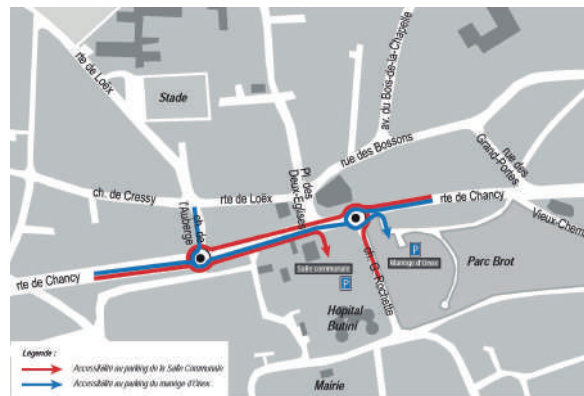 rte de Loëx
Stade
av. du Bois-de-la-Chapelle
rue des Bossons
rue des
Grand-Portes
Pl. des
Deux-Eglises
ch. de Cressy
rte de Loëx
ch. de
l'Auberge
rte de Chancy
Vieux-Chem
rte de Chancy
Salle communale
P
P
Manège d'Onex
Parc Brot
ch. G. Rochette
Hôpital
Butini
Mairie
Légende :
Accessibilité au parking de la Salle Communale
Accessibilité au parking du manège d'Onex